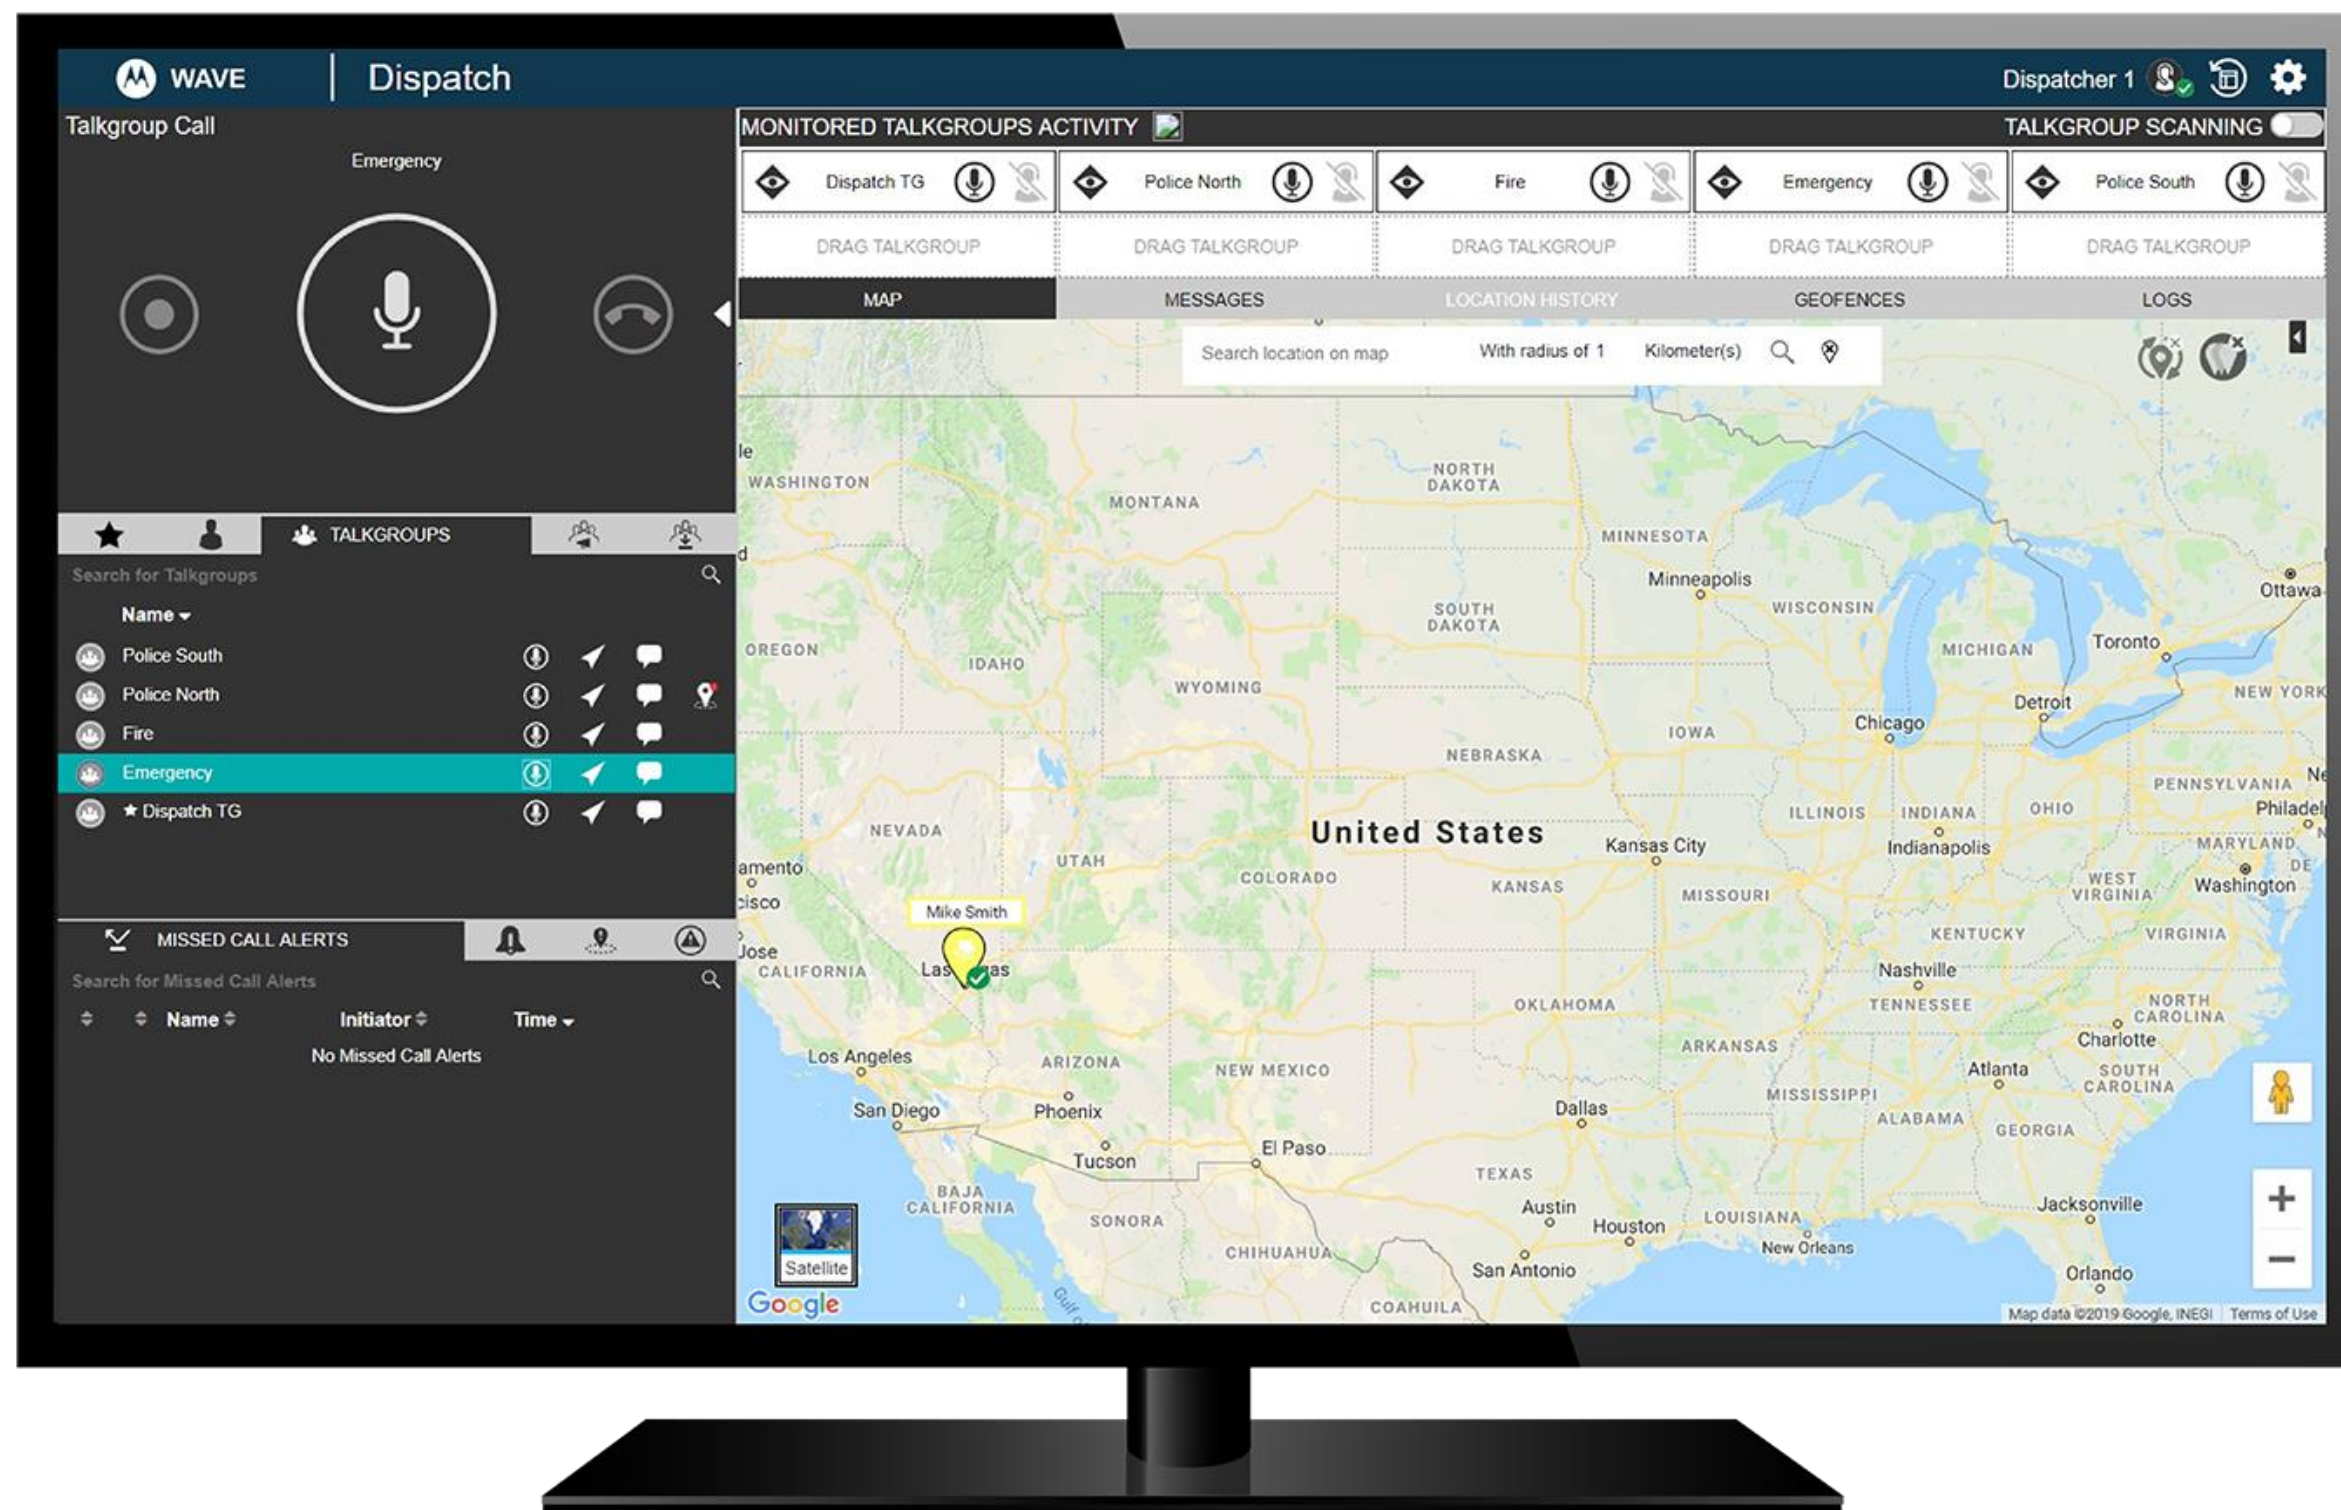 WAVE
Dispatch
Dispatcher 1
Talkgroup Call
Emergency
TALKGROUPS
Search for Talkgroups
Name
Police South
Police North
Fire
Emergency
Dispatch TG
MISSED CALL ALERTS
Search for Missed Call Alerts
Name Initiator Time
No Missed Call Alerts
MONITORED TALKGROUPS ACTIVITY
TALKGROUP SCANNING
Dispatch TG Police North Fire Emergency Police South
DRAG TALKGROUP DRAG TALKGROUP DRAG TALKGROUP DRAG TALKGROUP DRAG TALKGROUP
MAP MESSAGES LOCATION HISTORY GEOFENCES LOGS
Search location on map With radius of 1 Kilometer(s)
le
WASHINGTON
MONTANA
NORTH
DAKOTA
MINNESOTA
d
Minneapolis
Ottawa
SOUTH
DAKOTA
WISCONSIN
OREGON
IDAHO
MICHIGAN
Toronto
WYOMING
NEW YORK
Detroit
Chicago
IOWA
NEBRASKA
PENNSYLVANIA
Ne
ILLINOIS
INDIANA
OHIO
Philadel
NEVADA
United States
Kansas City
Indianapolis
MARYLAND
N
amento
UTAH
COLORADO
KANSAS
MISSOURI
WEST
VIRGINIA
Washington
DE
cisco
Mike Smith
KENTUCKY
VIRGINIA
Jose
CALIFORNIA
Las as
Nashville
OKLAHOMA
TENNESSEE
NORTH
CAROLINA
Charlotte
Los Angeles
ARIZONA
NEW MEXICO
ARKANSAS
Atlanta
SOUTH
CAROLINA
San Diego
Phoenix
Dallas
MISSISSIPPI
ALABAMA
GEORGIA
Tucson
El Paso
TEXAS
BAJA
CALIFORNIA
SONORA
Austin
Houston
LOUISIANA
Jacksonville
CHIHUAHUA
New Orleans
San Antonio
Orlando
Satellite
Google
Gulf o
COAHUILA
Map data ©2019 Google, INEGI Terms of Use